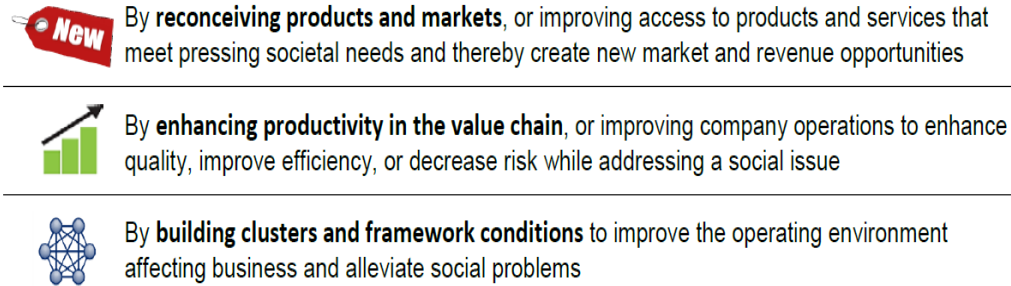 New
By reconceiving products and markets, or improving access to products and services that
meet pressing societal needs and thereby create new market and revenue opportunities
By enhancing productivity in the value chain, or improving company operations to enhance
quality, improve efficiency, or decrease risk while addressing a social issue
By building clusters and framework conditions to improve the operating environment
affecting business and alleviate social problems